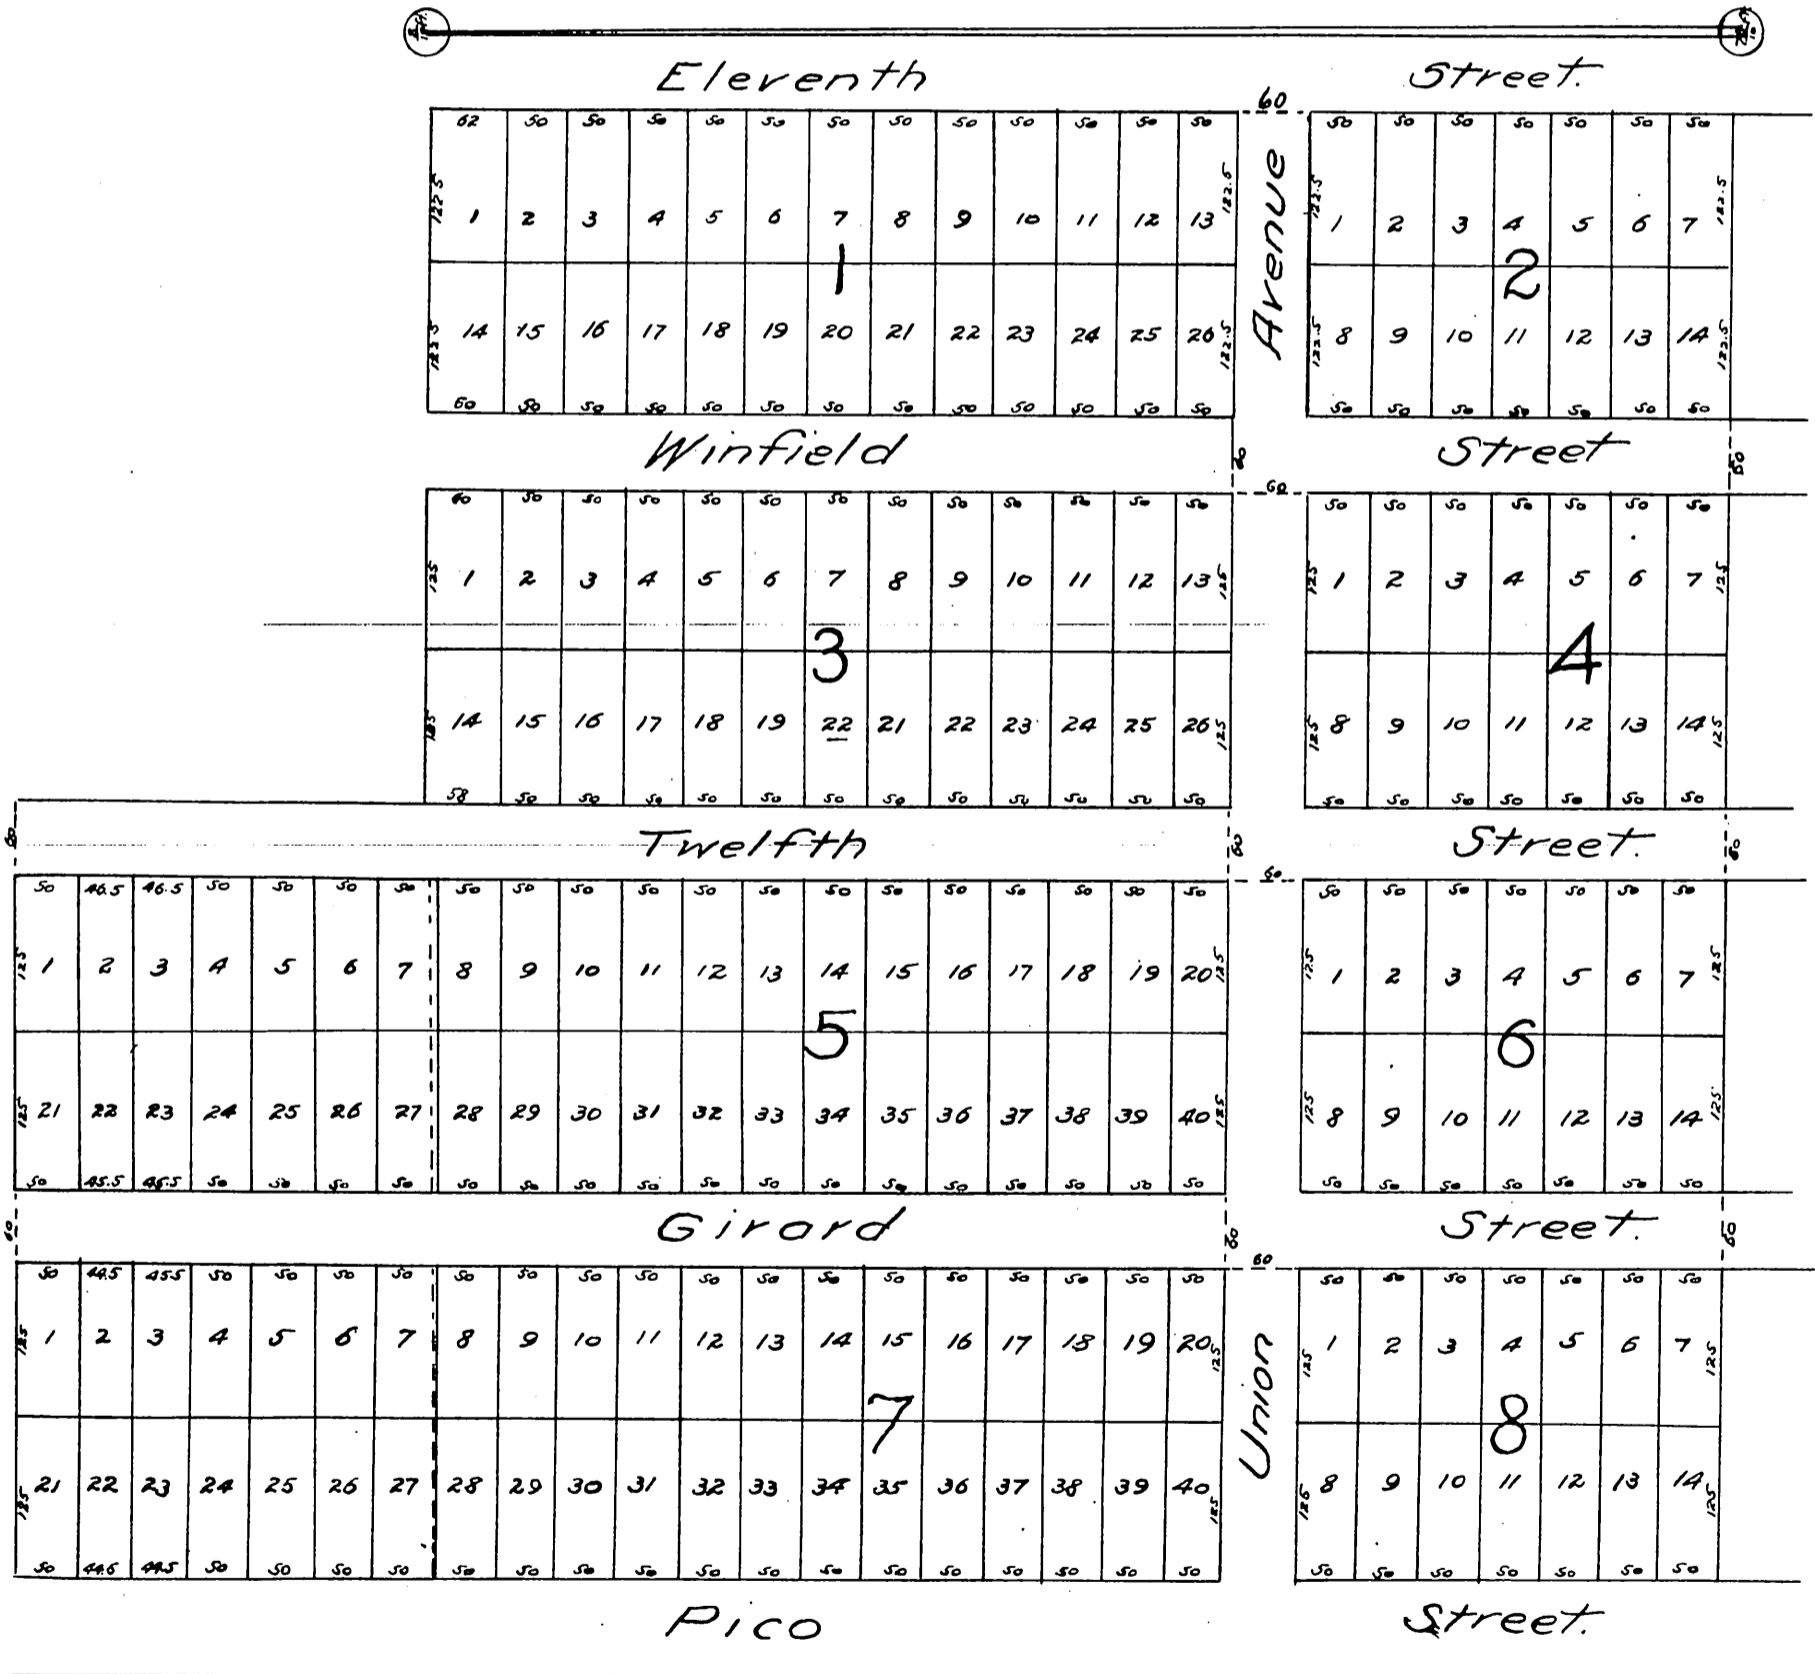 Eleventh Street.
60
62 50 50 50 50 50 50 50 50 50 50 50 50
50 50 50 50 50 50 50
122.5 1 2 3 4 5 6 7 8 9 10 11 12 13 122.5
122.5 1 2 3 4 5 6 7 122.5
1
2
Avenue
122.5 14 15 16 17 18 19 20 21 22 23 24 25 26 122.5
122.5 8 9 10 11 12 13 14 122.5
60 50 50 50 50 50 50 50 50 50 50 50 50
50 50 50 50 50 50 50
Winfield Street
60 60
60
60 50 50 50 50 50 50 50 50 50 50 50 50
50 50 50 50 50 50 50
125 1 2 3 4 5 6 7 8 9 10 11 12 13 125
125 1 2 3 4 5 6 7 125
3
4
125 14 15 16 17 18 19 22 21 22 23 24 25 26 125
125 8 9 10 11 12 13 14 125
58 50 50 50 50 50 50 50 50 50 50 50 50
50 50 50 50 50 50 50
60 Twelfth 60 Street. 60
60
50 46.5 46.5 50 50 50 50 50 50 50 50 50 50 50 50 50 50 50 50 50
50 50 50 50 50 50 50
125 1 2 3 4 5 6 7 8 9 10 11 12 13 14 15 16 17 18 19 20 125
125 1 2 3 4 5 6 7 125
5
6
125 21 22 23 24 25 26 27 28 29 30 31 32 33 34 35 36 37 38 39 40 125
125 8 9 10 11 12 13 14 125
50 45.5 45.5 50 50 50 50 50 50 50 50 50 50 50 50 50 50 50 50 50
50 50 50 50 50 50 50
60 Girard 60 Street. 60
60
50 44.5 45.5 50 50 50 50 50 50 50 50 50 50 50 50 50 50 50 50 50
50 50 50 50 50 50 50
125 1 2 3 4 5 6 7 8 9 10 11 12 13 14 15 16 17 18 19 20 125
125 1 2 3 4 5 6 7 125
7
8
Union
125 21 22 23 24 25 26 27 28 29 30 31 32 33 34 35 36 37 38 39 40 125
125 8 9 10 11 12 13 14 125
50 44.5 44.5 50 50 50 50 50 50 50 50 50 50 50 50 50 50 50 50 50
50 50 50 50 50 50 50
Pico Street.